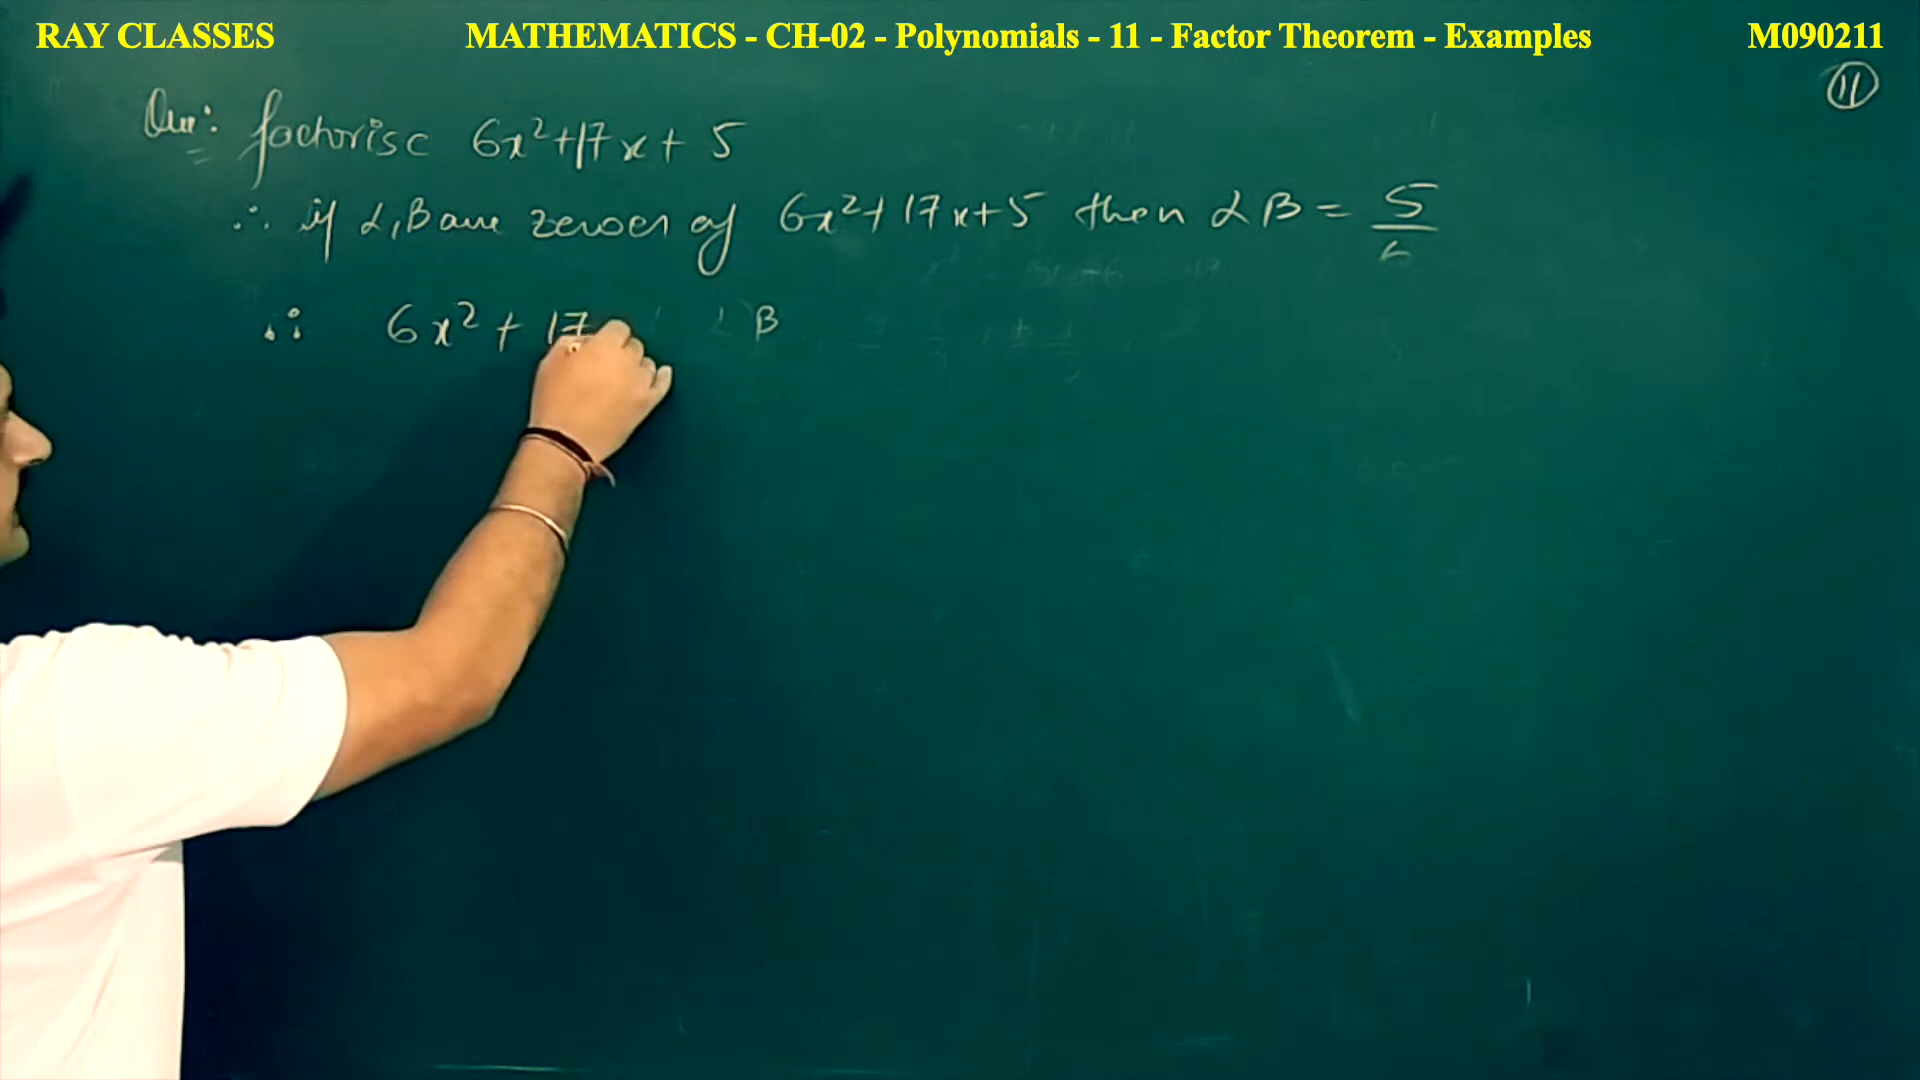 RAY CLASSES MATHEMATICS - CH-02 - Polynomials - 11 - Factor Theorem - Examples M090211
11
Que: factorise 6x²+17x+5
∴ if α,β are zeroes of 6x²+17x+5 then αβ = 5/6
∴ 6x²+17 β